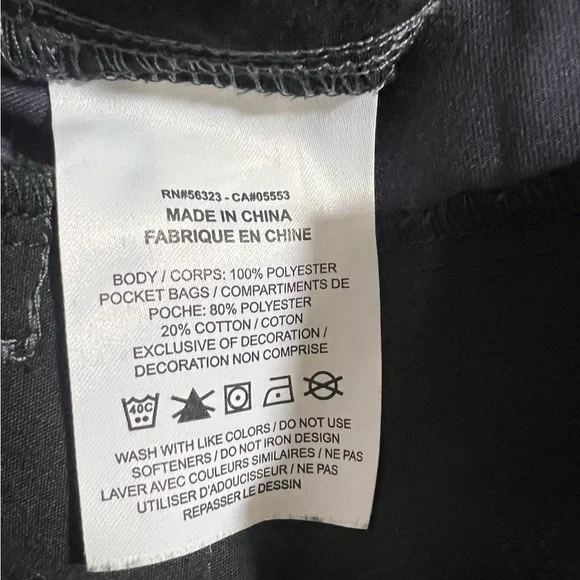 RN#56323 - CA#05553
MADE IN CHINA
FABRIQUE EN CHINE
BODY / CORPS: 100% POLYESTER
POCKET BAGS / COMPARTIMENTS DE
POCHE: 80% POLYESTER
20% COTTON / COTON
EXCLUSIVE OF DECORATION /
DECORATION NON COMPRISE
40C
WASH WITH LIKE COLORS / DO NOT USE
SOFTENERS / DO NOT IRON DESIGN
LAVER AVEC COULEURS SIMILAIRES / NE PAS
UTILISER D'ADOUCISSEUR / NE PAS
REPASSER LE DESSIN